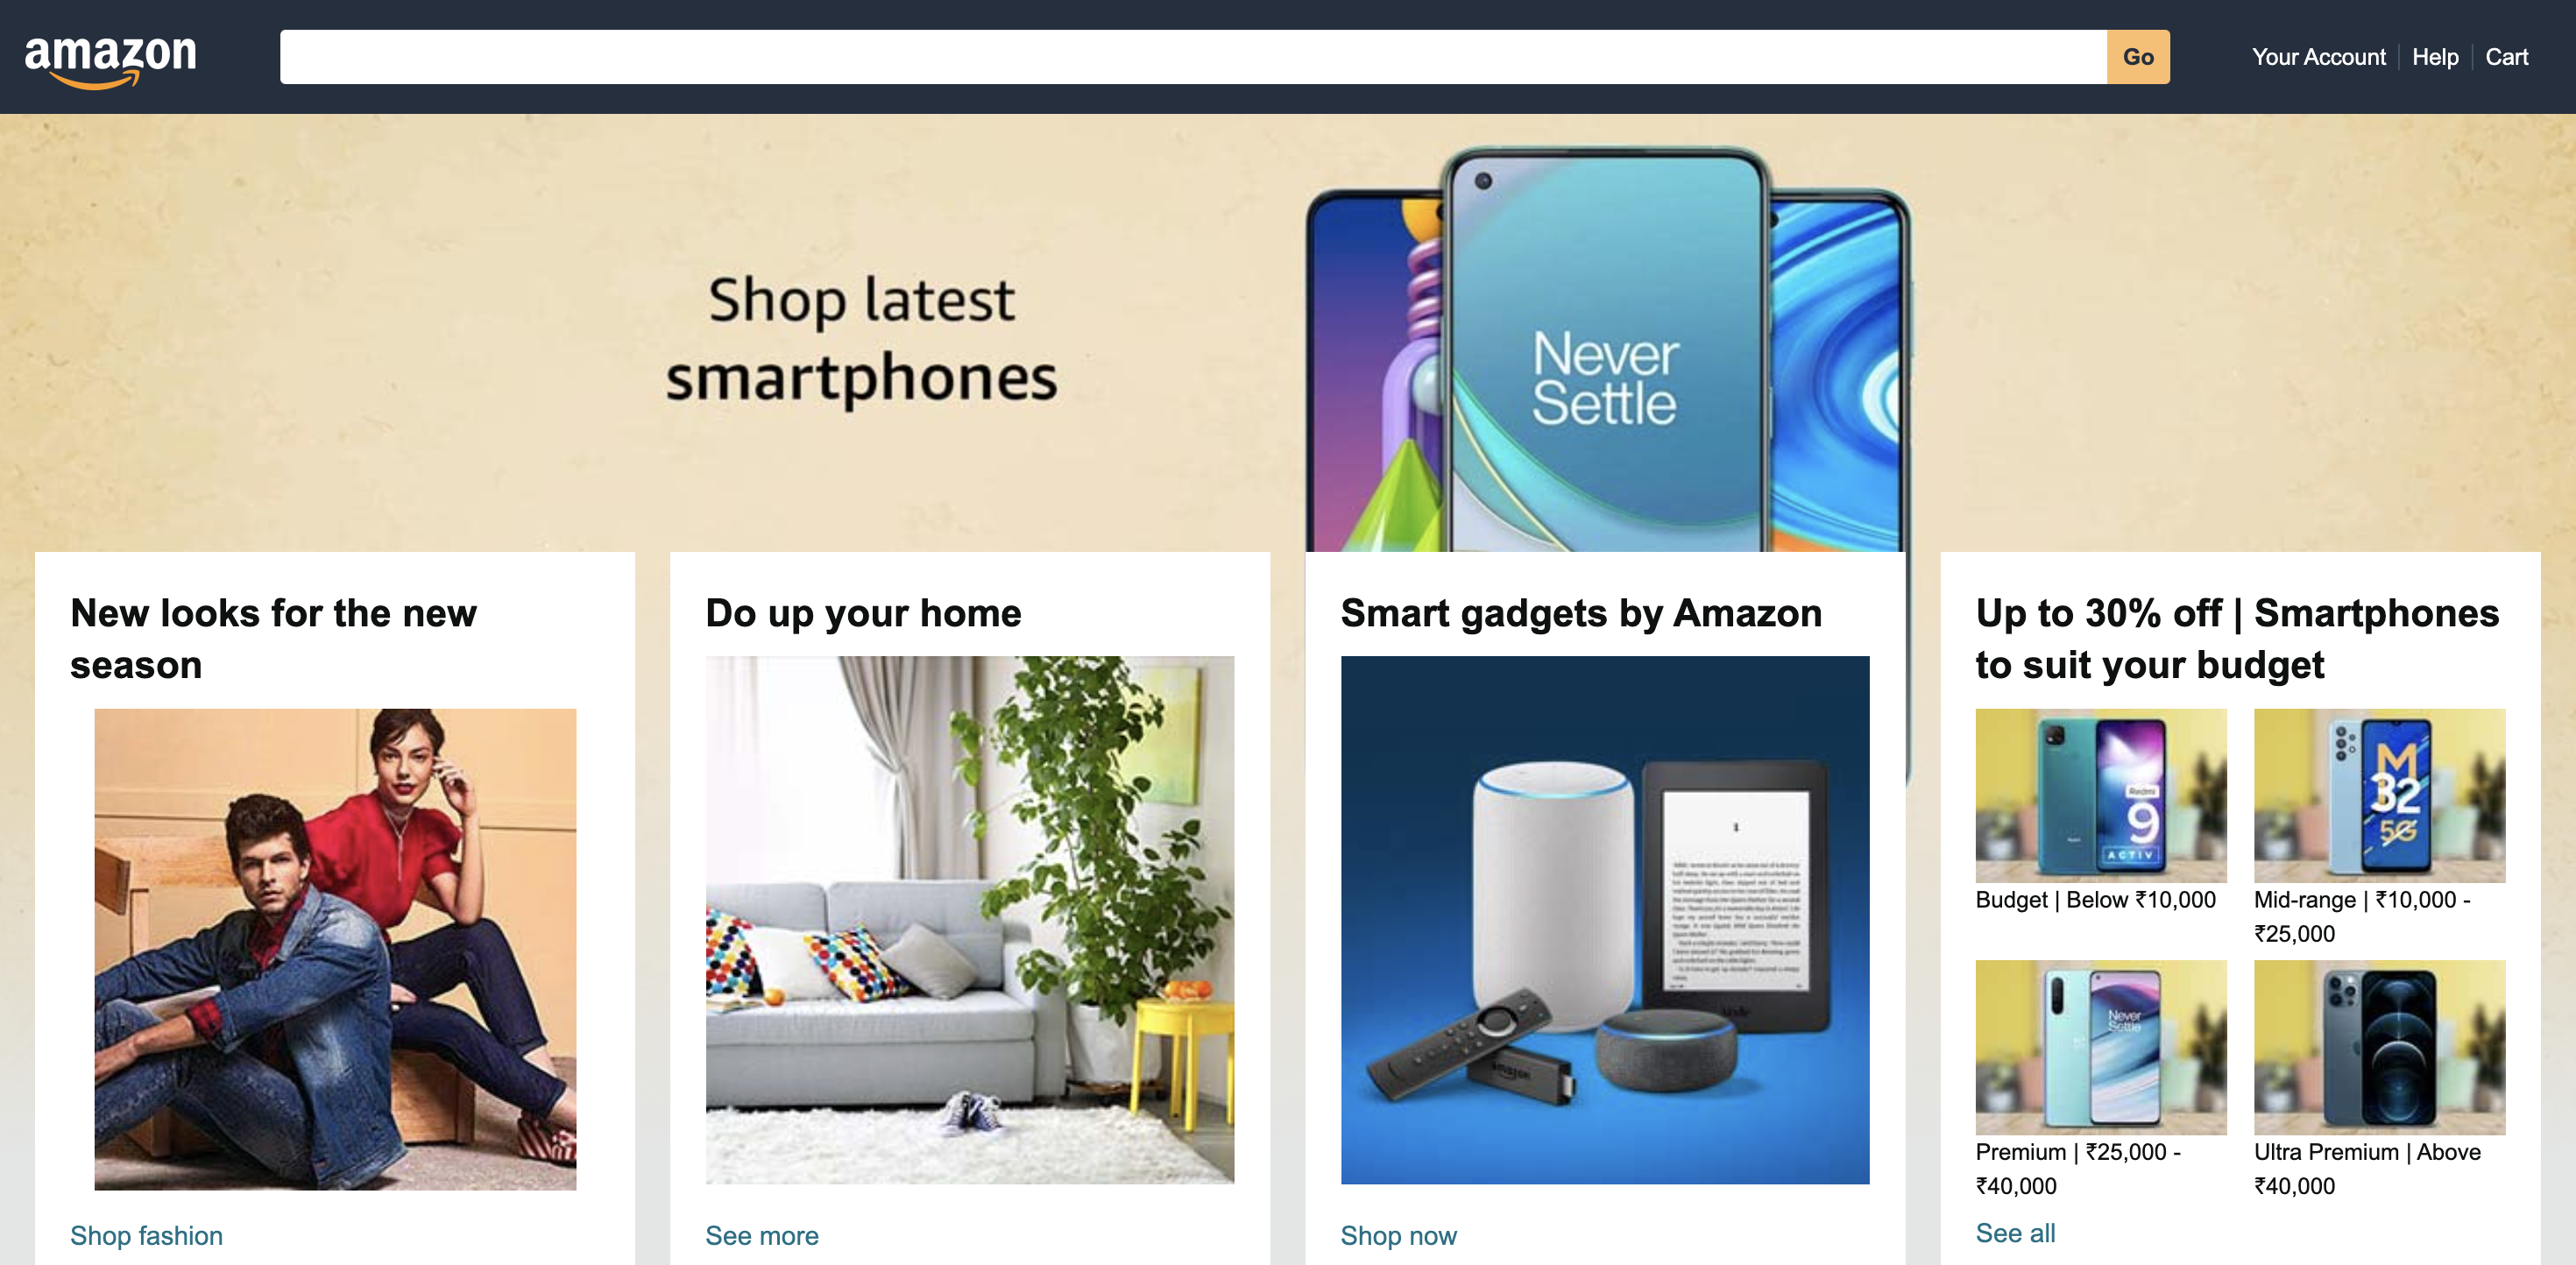 amazon
Go
Your Account
Help
Cart
Shop latest
smartphones
Never
Settle
New looks for the new
season
Shop fashion
Do up your home
See more
Smart gadgets by Amazon
kindle
amazon
Shop now
Up to 30% off | Smartphones
to suit your budget
Redmi
9
ACTIV
Budget | Below ₹10,000
M
32
5G
Mid-range | ₹10,000 -
₹25,000
Never
Settle
Premium | ₹25,000 -
₹40,000
Ultra Premium | Above
₹40,000
See all